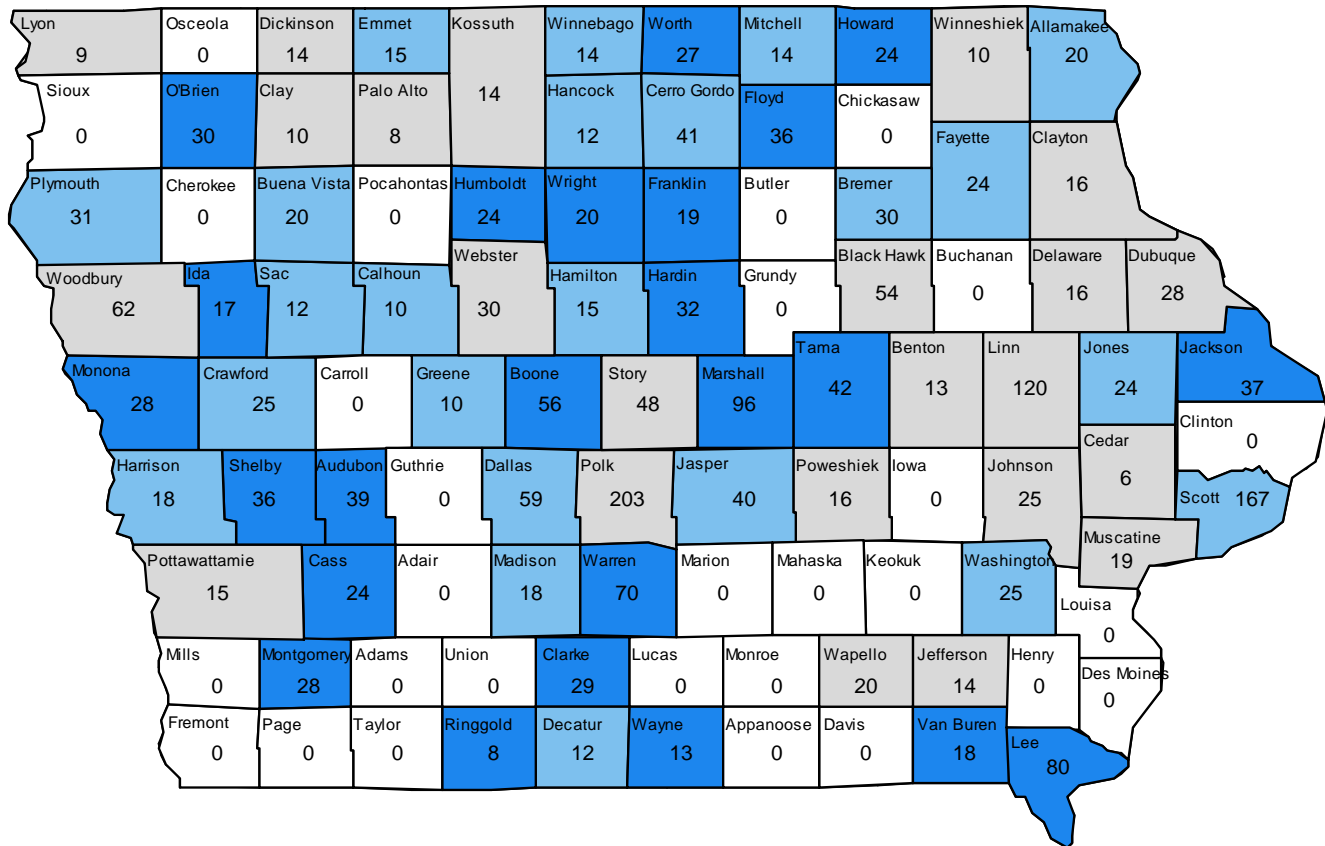 Lyon
9
Osceola
0
Dickinson
14
Emmet
15
Kossuth
14
Winnebago
14
Worth
27
Mitchell
14
Howard
24
Winneshiek
10
Allamakee
20
Sioux
0
O'Brien
30
Clay
10
Palo Alto
8
Hancock
12
Cerro Gordo
41
Floyd
36
Chickasaw
0
Fayette
24
Clayton
16
Plymouth
31
Cherokee
0
Buena Vista
20
Pocahontas
0
Humboldt
24
Wright
20
Franklin
19
Butler
0
Bremer
30
Woodbury
62
Ida
17
Sac
12
Calhoun
10
Webster
30
Hamilton
15
Hardin
32
Grundy
0
Black Hawk
54
Buchanan
0
Delaware
16
Dubuque
28
Monona
28
Crawford
25
Carroll
0
Greene
10
Boone
56
Story
48
Marshall
96
Tama
42
Benton
13
Linn
120
Jones
24
Jackson
37
Clinton
0
Cedar
6
Harrison
18
Shelby
36
Audubon
39
Guthrie
0
Dallas
59
Polk
203
Jasper
40
Poweshiek
16
Iowa
0
Johnson
25
Scott
167
Muscatine
19
Pottawattamie
15
Cass
24
Adair
0
Madison
18
Warren
70
Marion
0
Mahaska
0
Keokuk
0
Washington
25
Louisa
0
Mills
0
Montgomery
28
Adams
0
Union
0
Clarke
29
Lucas
0
Monroe
0
Wapello
20
Jefferson
14
Henry
0
Des Moines
0
Fremont
0
Page
0
Taylor
0
Ringgold
8
Decatur
12
Wayne
13
Appanoose
0
Davis
0
Van Buren
18
Lee
80